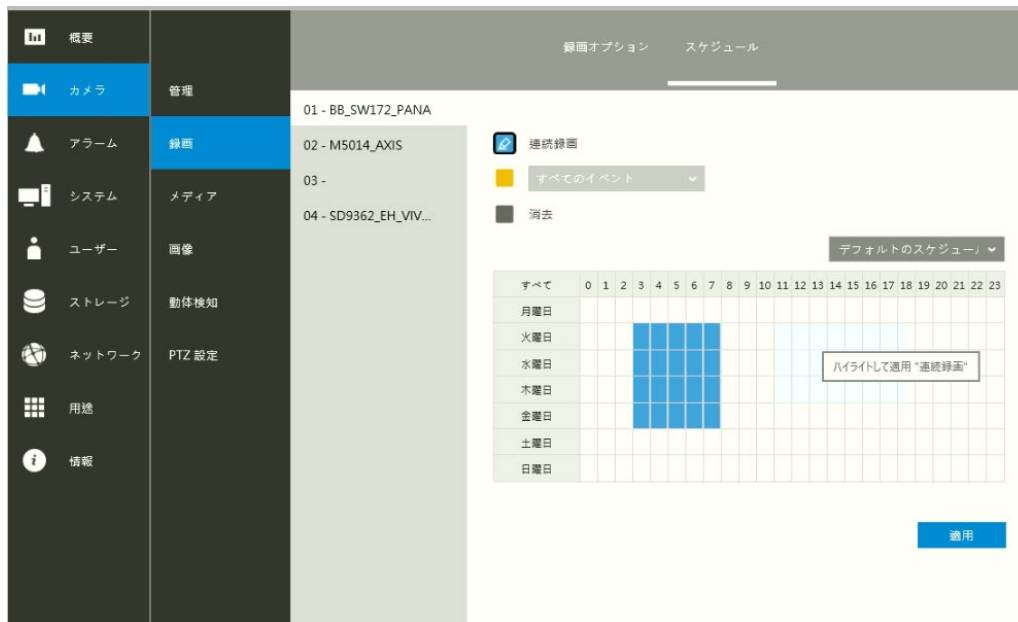 概要
カメラ
アラーム
システム
ユーザー
ストレージ
ネットワーク
用途
情報
管理
録画
メディア
画像
動体検知
PTZ 設定
録画オプション スケジュール
01 - BB_SW172_PANA
02 - M5014_AXIS
03 -
04 - SD9362_EH_VIV...
連続録画
すべてのイベント
消去
デフォルトのスケジュール
すべて 0 1 2 3 4 5 6 7 8 9 10 11 12 13 14 15 16 17 18 19 20 21 22 23
月曜日
火曜日
水曜日
木曜日
金曜日
土曜日
日曜日
ハイライトして適用 "連続録画"
適用